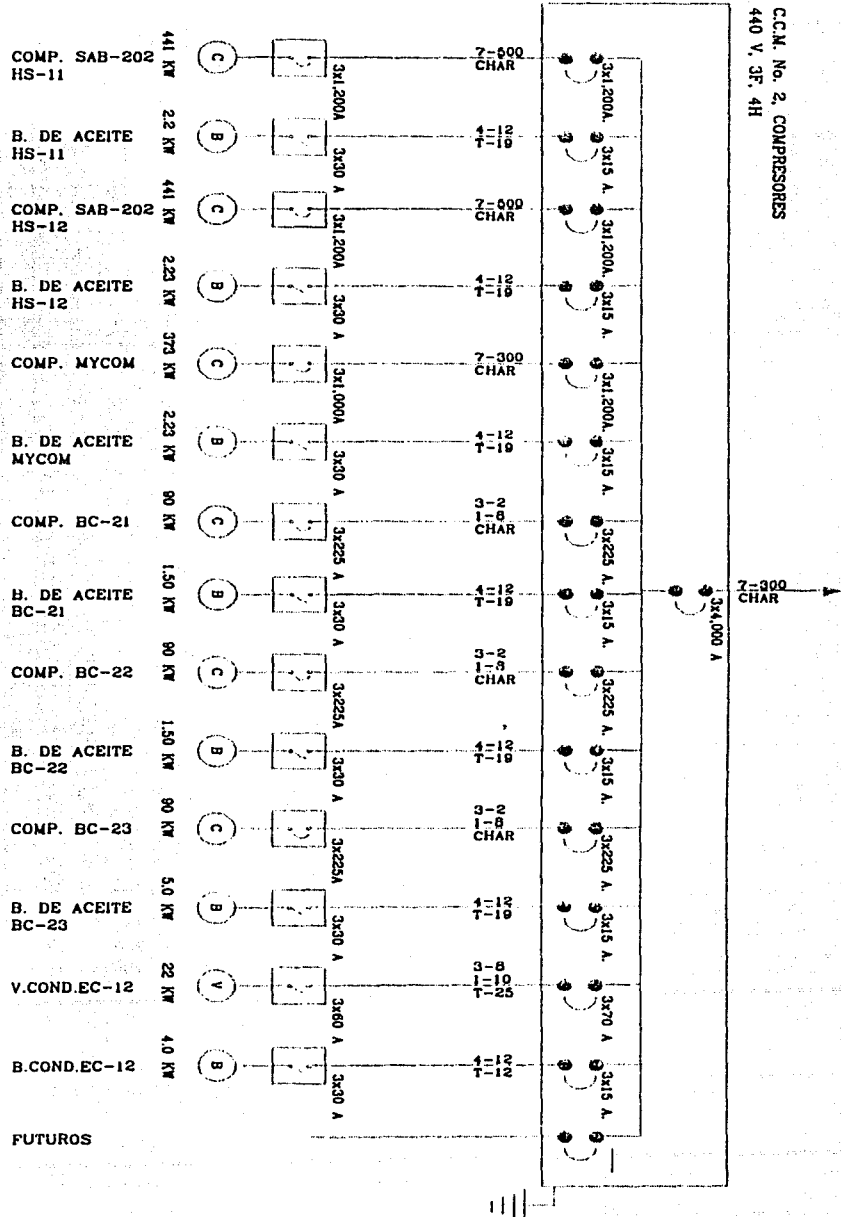 C.C.M. No. 2, COMPRESORES
440 V, 3F, 4H
COMP. SAB-202
HS-11
441 KW
C
3x1,200A
7-500
CHAR
3x1,200A.
B. DE ACEITE
HS-11
2.2 KW
B
3x30 A
4-12
T-19
3x15 A.
COMP. SAB-202
HS-12
441 KW
C
3x1,200A
7-500
CHAR
3x1,200A.
B. DE ACEITE
HS-12
2.23 KW
B
3x30 A
4-12
T-19
3x15 A.
COMP. MYCOM
373 KW
C
3x1,000A
7-300
CHAR
3x1,200A.
B. DE ACEITE
MYCOM
2.23 KW
B
3x30 A
4-12
T-19
3x15 A.
COMP. BC-21
90 KW
C
3x225 A
3-2
1-8
CHAR
3x225 A.
B. DE ACEITE
BC-21
1.50 KW
B
3x30 A
4-12
T-19
3x15 A.
7-300
CHAR
3x4,000 A
COMP. BC-22
90 KW
C
3x225A
3-2
1-8
CHAR
3x225 A.
B. DE ACEITE
BC-22
1.50 KW
B
3x30 A
4-12
T-19
3x15 A.
COMP. BC-23
90 KW
C
3x225A
3-2
1-8
CHAR
3x225 A.
B. DE ACEITE
BC-23
5.0 KW
B
3x30 A
4-12
T-19
3x15 A.
V.COND.EC-12
22 KW
V
3x60 A
3-8
1-10
T-25
3x70 A
B.COND.EC-12
4.0 KW
B
3x30 A
4-12
T-12
3x15 A.
FUTUROS